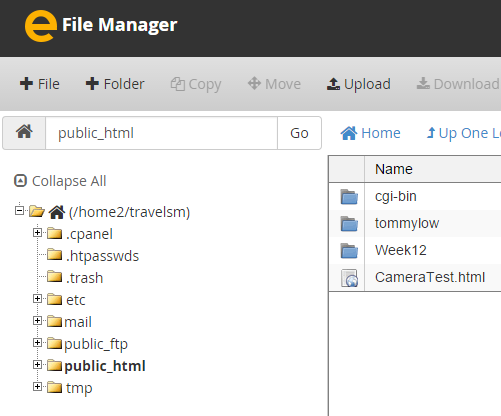 e File Manager
File Folder Copy Move Upload Download
public_html Go Home Up One Le
Collapse All
Name
(/home2/travelsm)
.cpanel
.htpasswds
.trash
etc
mail
public_ftp
public_html
tmp
cgi-bin
tommylow
Week12
CameraTest.html